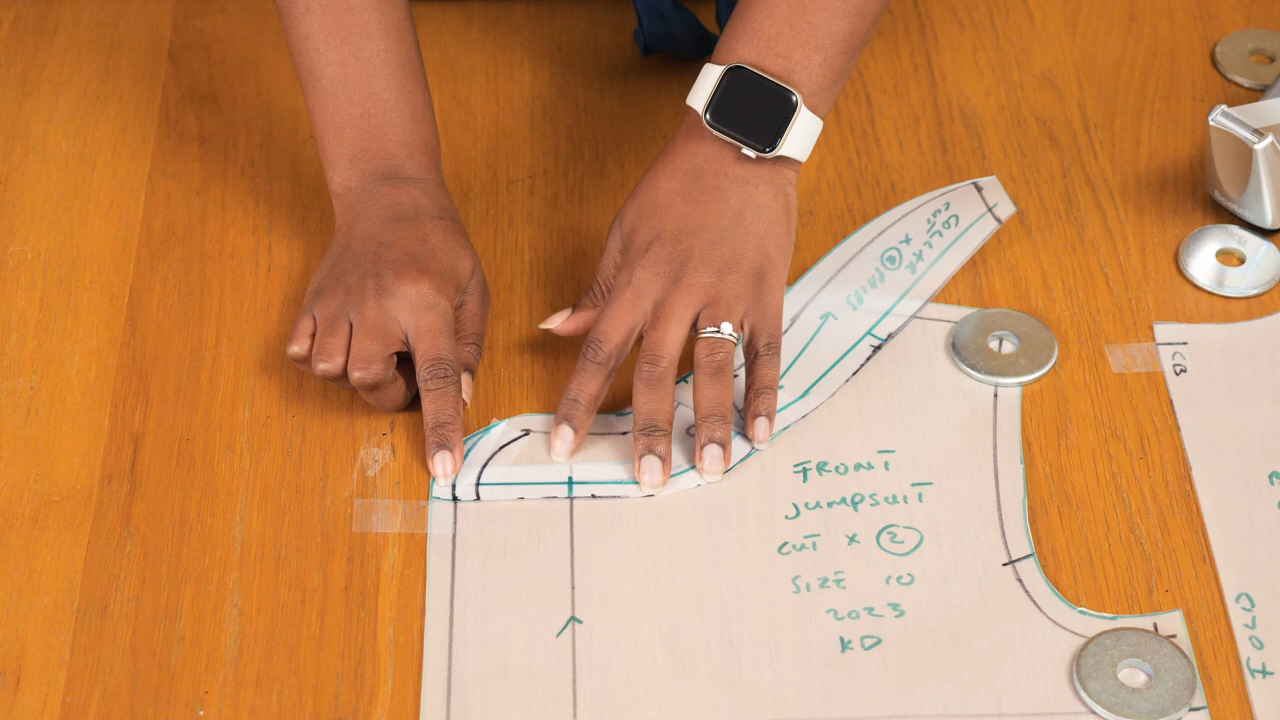 COLLAR
CUT X ② PAIRS
FRONT
JUMPSUIT
CUT X ②
SIZE 10
2023
KD
CB
FOLD